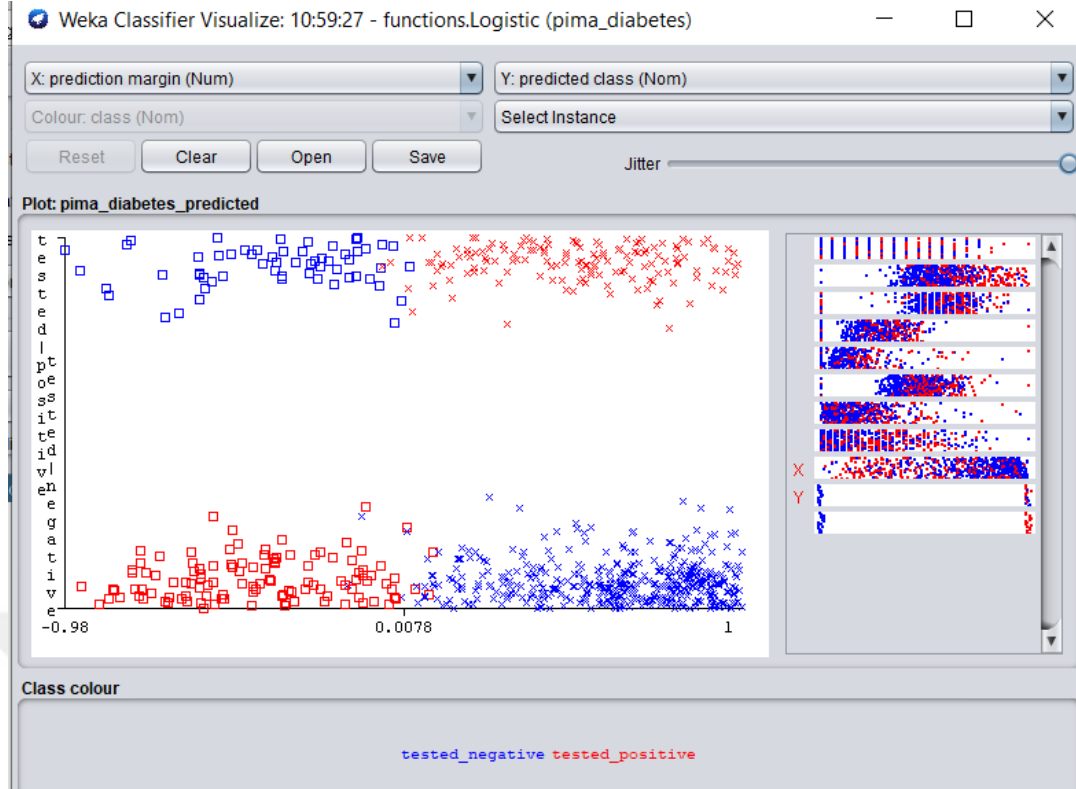 Weka Classifier Visualize: 10:59:27 - functions.Logistic (pima_diabetes)
X: prediction margin (Num)
Y: predicted class (Nom)
Colour: class (Nom)
Select Instance
Reset
Clear
Open
Save
Jitter
Plot: pima_diabetes_predicted
tested_positive
tested_negative
-0.98
0.0078
1
X
Y
Class colour
tested_negative tested_positive